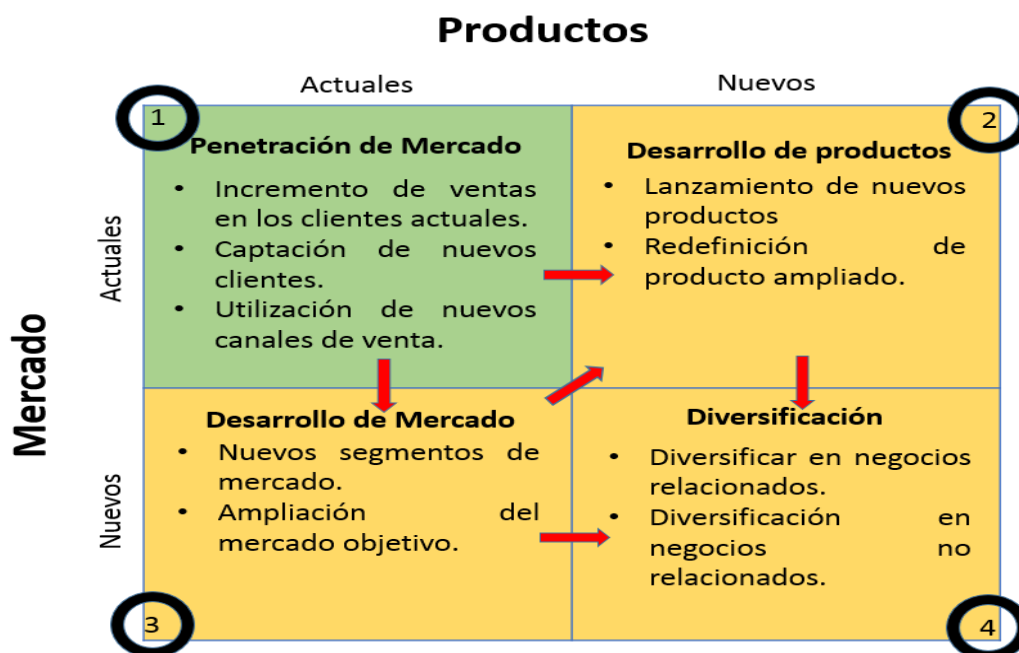 Productos
Actuales
Nuevos
Mercado
Actuales
Nuevos
1
Penetración de Mercado
• Incremento de ventas
en los clientes actuales.
• Captación de nuevos
clientes.
• Utilización de nuevos
canales de venta.
2
Desarrollo de productos
• Lanzamiento de nuevos
productos
• Redefinición de
producto ampliado.
3
Desarrollo de Mercado
• Nuevos segmentos de
mercado.
• Ampliación del
mercado objetivo.
4
Diversificación
• Diversificar en negocios
relacionados.
• Diversificación en
negocios no
relacionados.